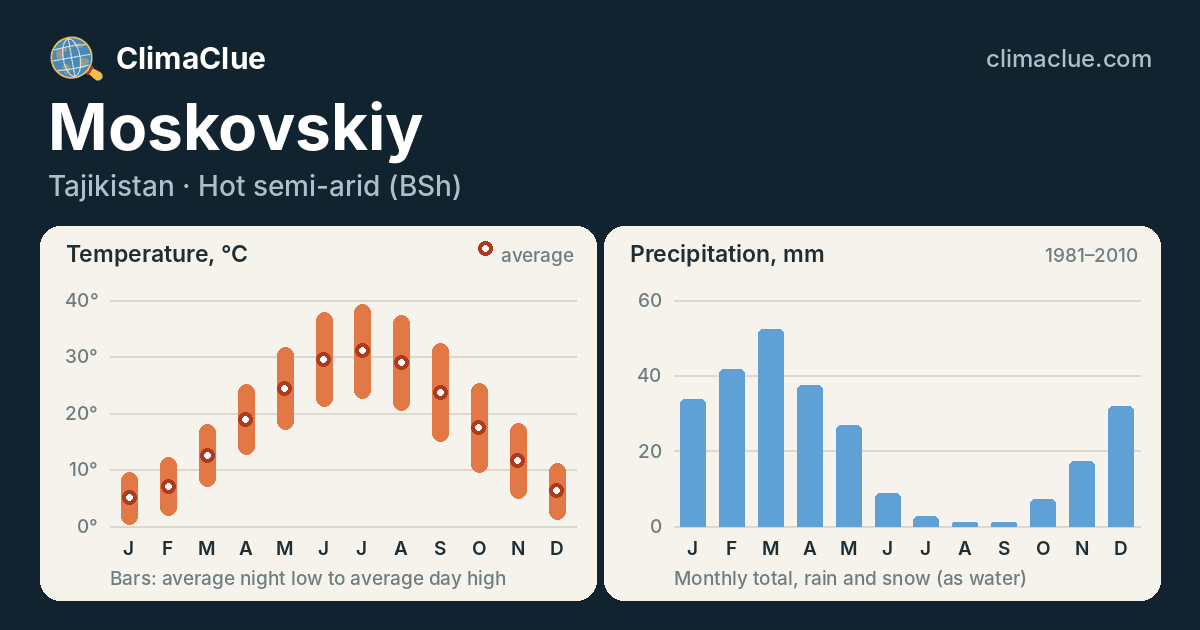 ClimaClue
climaclue.com
Moskovskiy
Tajikistan · Hot semi-arid (BSh)
Temperature, °C
average
40°
30°
20°
10°
0°
J F M A M J J A S O N D
Bars: average night low to average day high
Precipitation, mm
1981–2010
60
40
20
0
J F M A M J J A S O N D
Monthly total, rain and snow (as water)